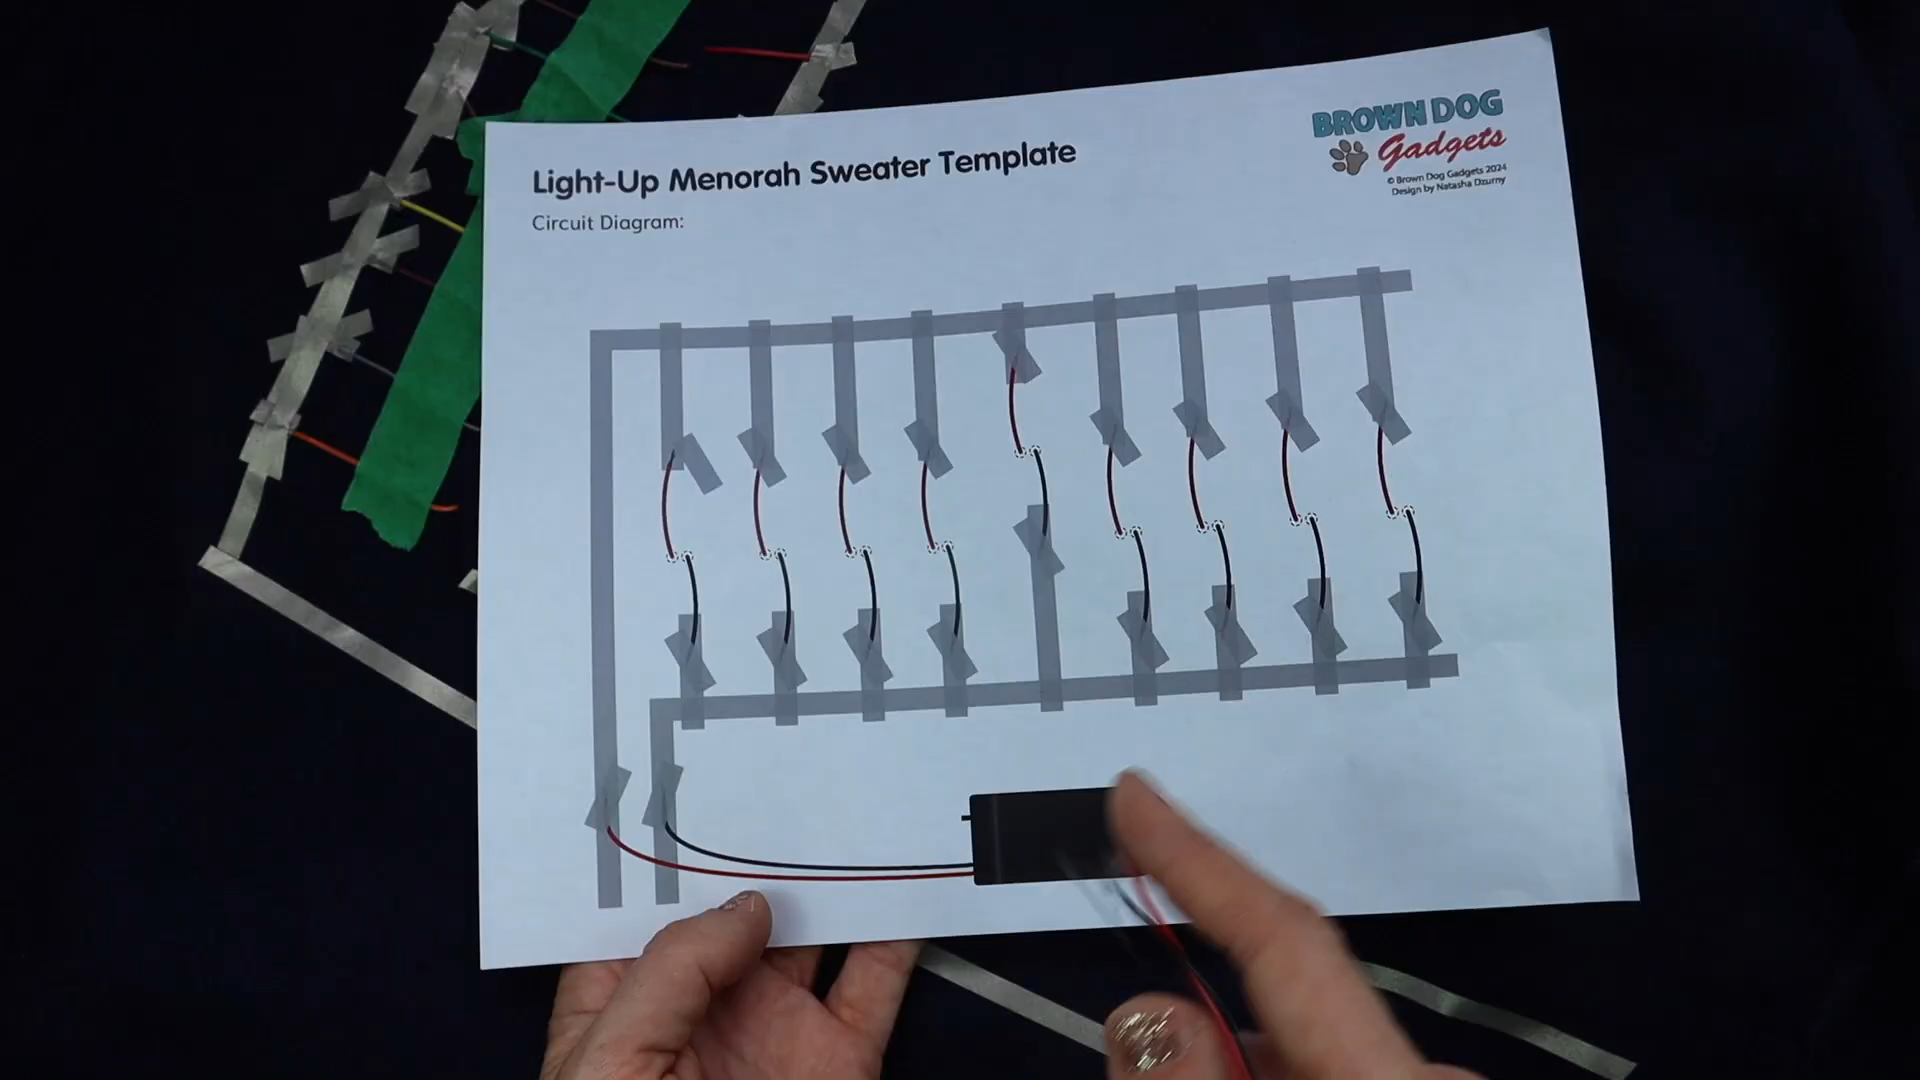 Light-Up Menorah Sweater Template
Circuit Diagram:
BROWN DOG
Gadgets
© Brown Dog Gadgets 2024
Design by Natasha Dzurny